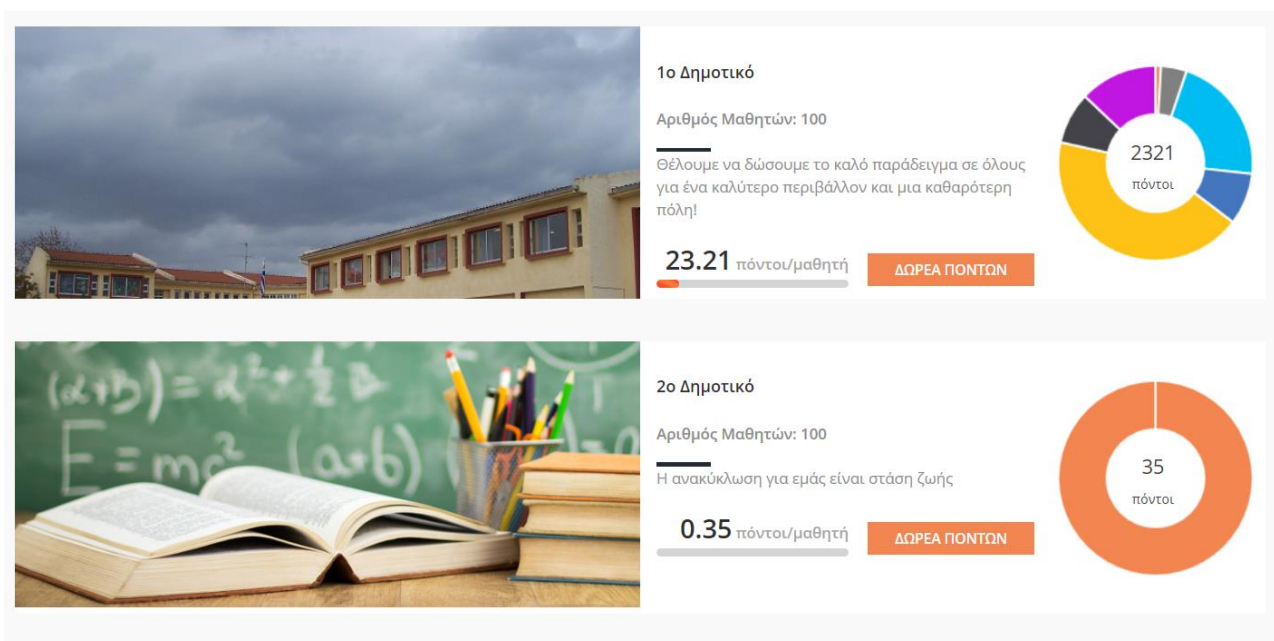 1ο Δημοτικό
Αριθμός Μαθητών: 100
Θέλουμε να δώσουμε το καλό παράδειγμα σε όλους
για ένα καλύτερο περιβάλλον και μια καθαρότερη
πόλη!
23.21 πόντοι/μαθητή
ΔΩΡΕΑ ΠΟΝΤΩΝ
2321
πόντοι
2ο Δημοτικό
Αριθμός Μαθητών: 100
Η ανακύκλωση για εμάς είναι στάση ζωής
0.35 πόντοι/μαθητή
ΔΩΡΕΑ ΠΟΝΤΩΝ
35
πόντοι